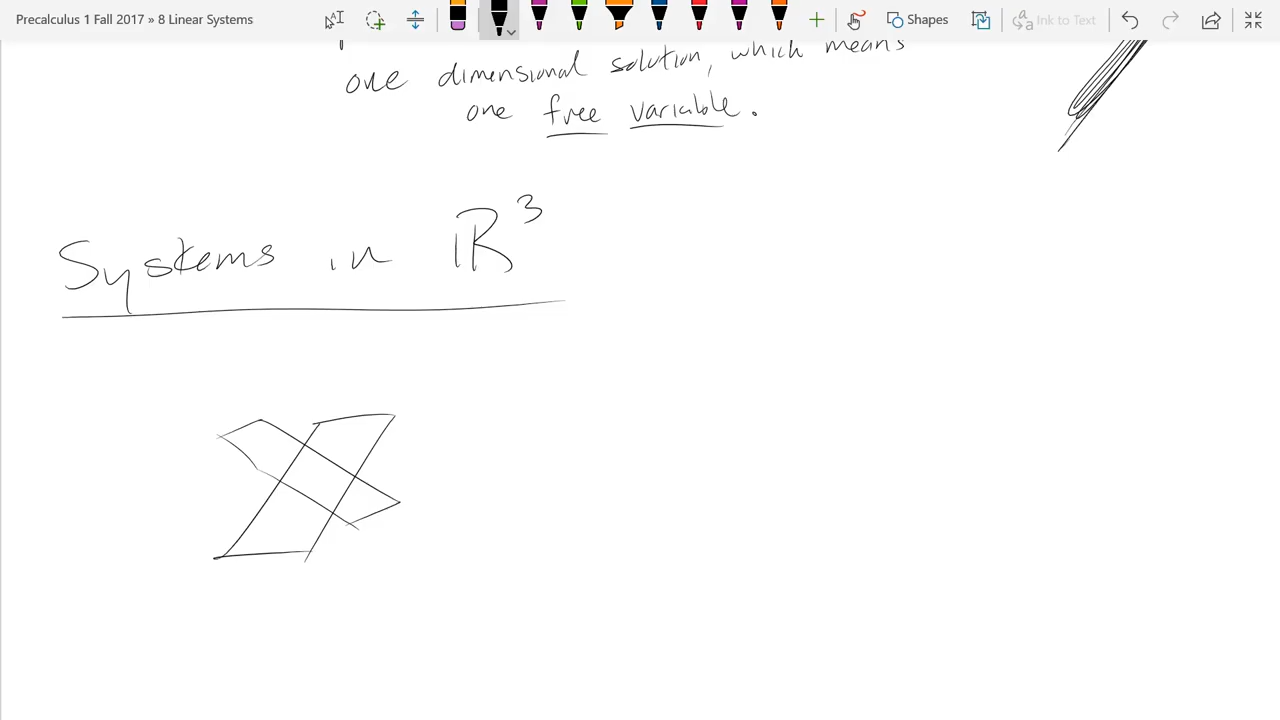 Precalculus 1 Fall 2017 » 8 Linear Systems
Shapes
Ink to Text
one dimensional solution, which means
one free variable.
Systems in ℝ³